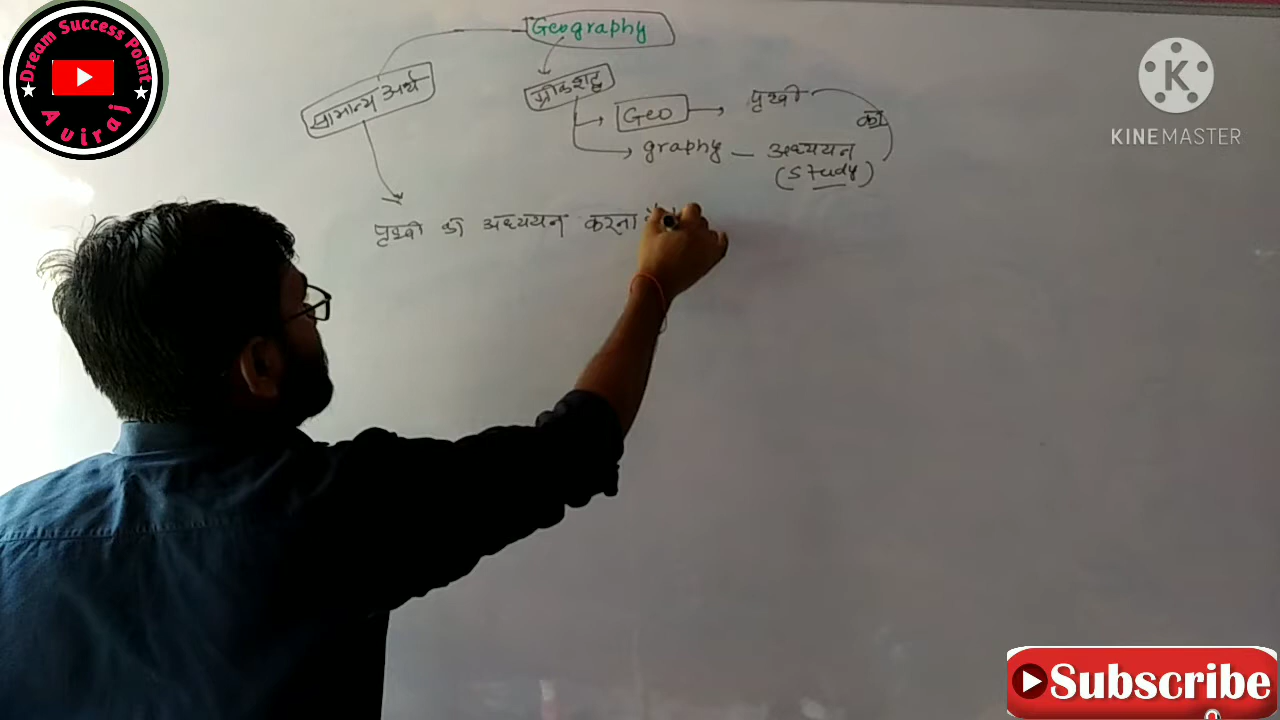 Dream Success Point
Aviraj
K
KINEMASTER
Geography
सामान्य अर्थ
ग्रीक शब्द
Geo → पृथ्वी
का
graphy – अध्ययन
(study)
पृथ्वी का अध्ययन करना
Subscribe